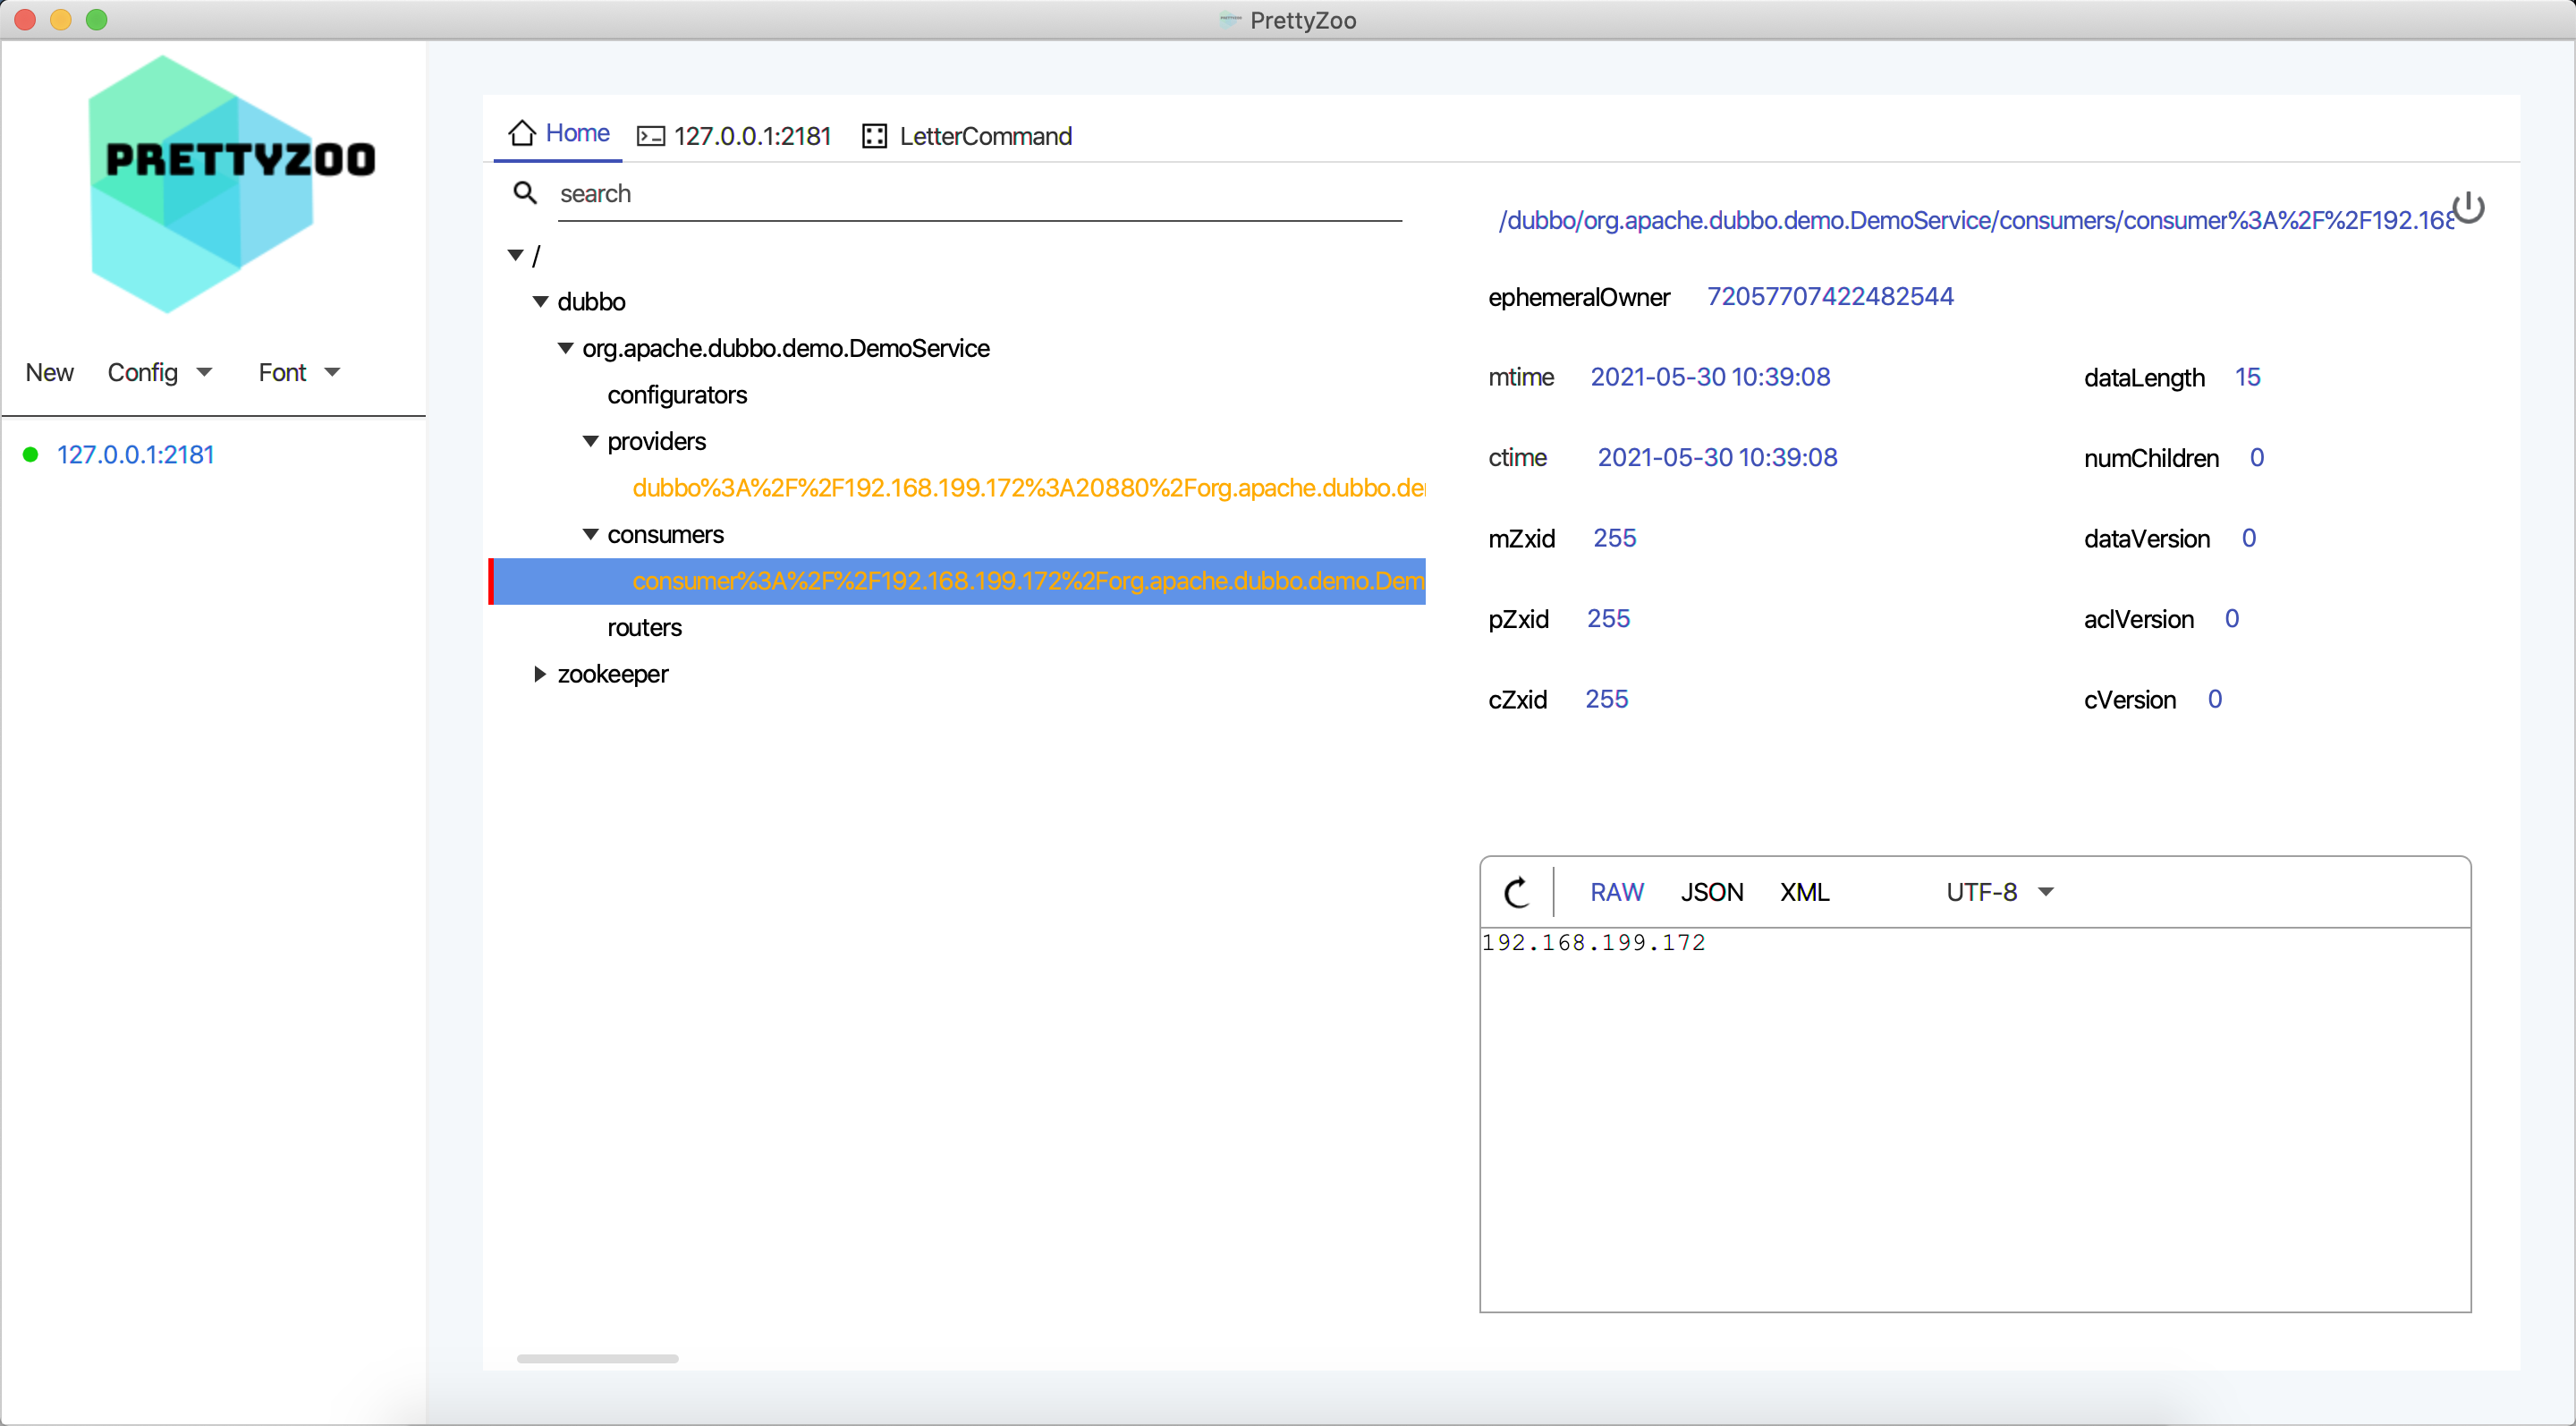 PrettyZoo
PRETTYZOO
New Config Font
127.0.0.1:2181
Home 127.0.0.1:2181 LetterCommand
search
/
dubbo
org.apache.dubbo.demo.DemoService
configurators
providers
dubbo%3A%2F%2F192.168.199.172%3A20880%2Forg.apache.dubbo.de
consumers
consumer%3A%2F%2F192.168.199.172%2Forg.apache.dubbo.demo.Dem
routers
zookeeper
/dubbo/org.apache.dubbo.demo.DemoService/consumers/consumer%3A%2F%2F192.168
ephemeralOwner 72057707422482544
mtime 2021-05-30 10:39:08 dataLength 15
ctime 2021-05-30 10:39:08 numChildren 0
mZxid 255 dataVersion 0
pZxid 255 aclVersion 0
cZxid 255 cVersion 0
RAW JSON XML UTF-8
192.168.199.172